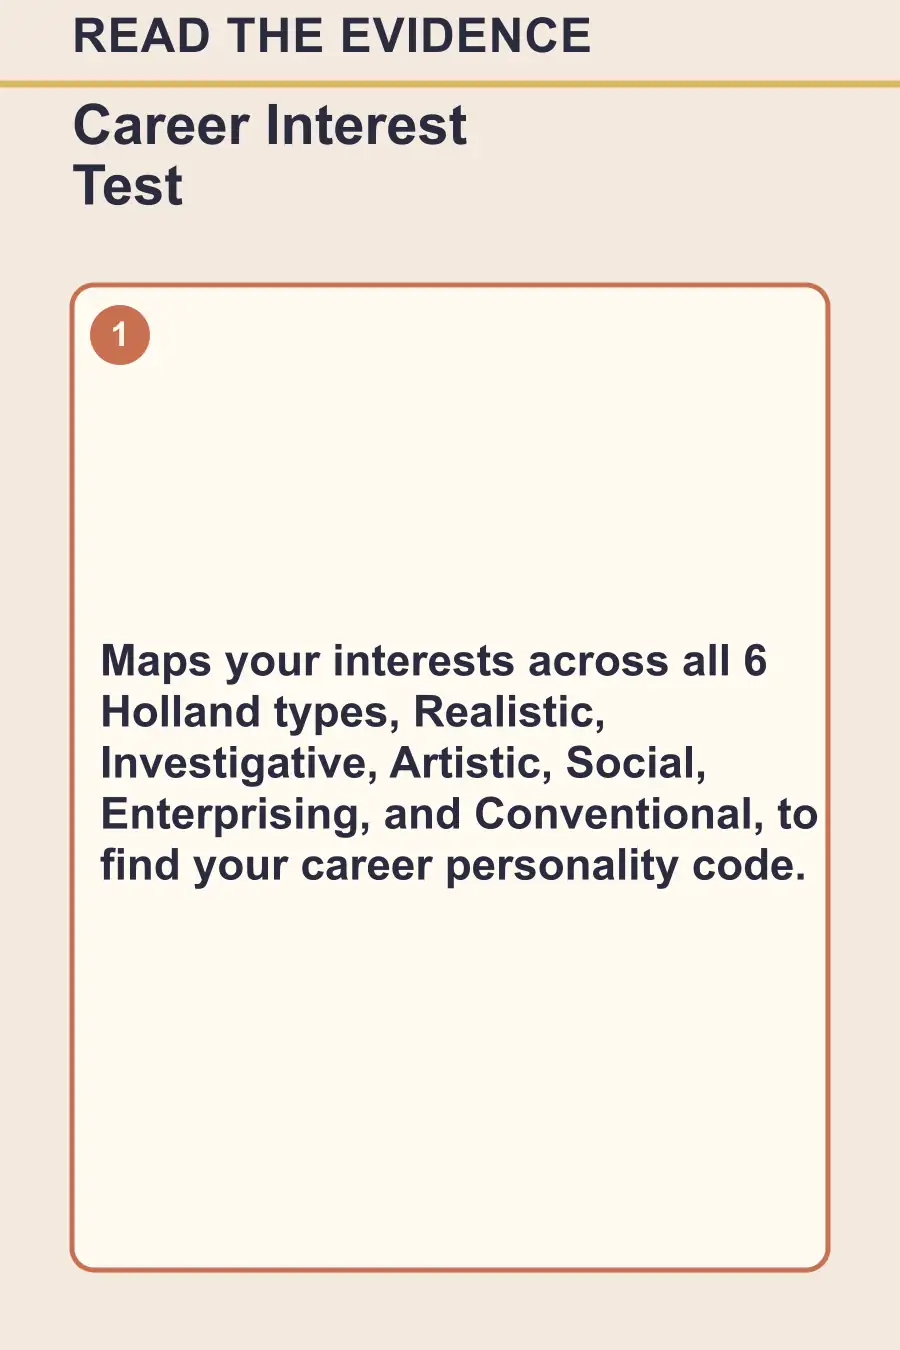 READ THE EVIDENCE
Career Interest
Test
1
Maps your interests across all 6
Holland types, Realistic,
Investigative, Artistic, Social,
Enterprising, and Conventional, to
find your career personality code.